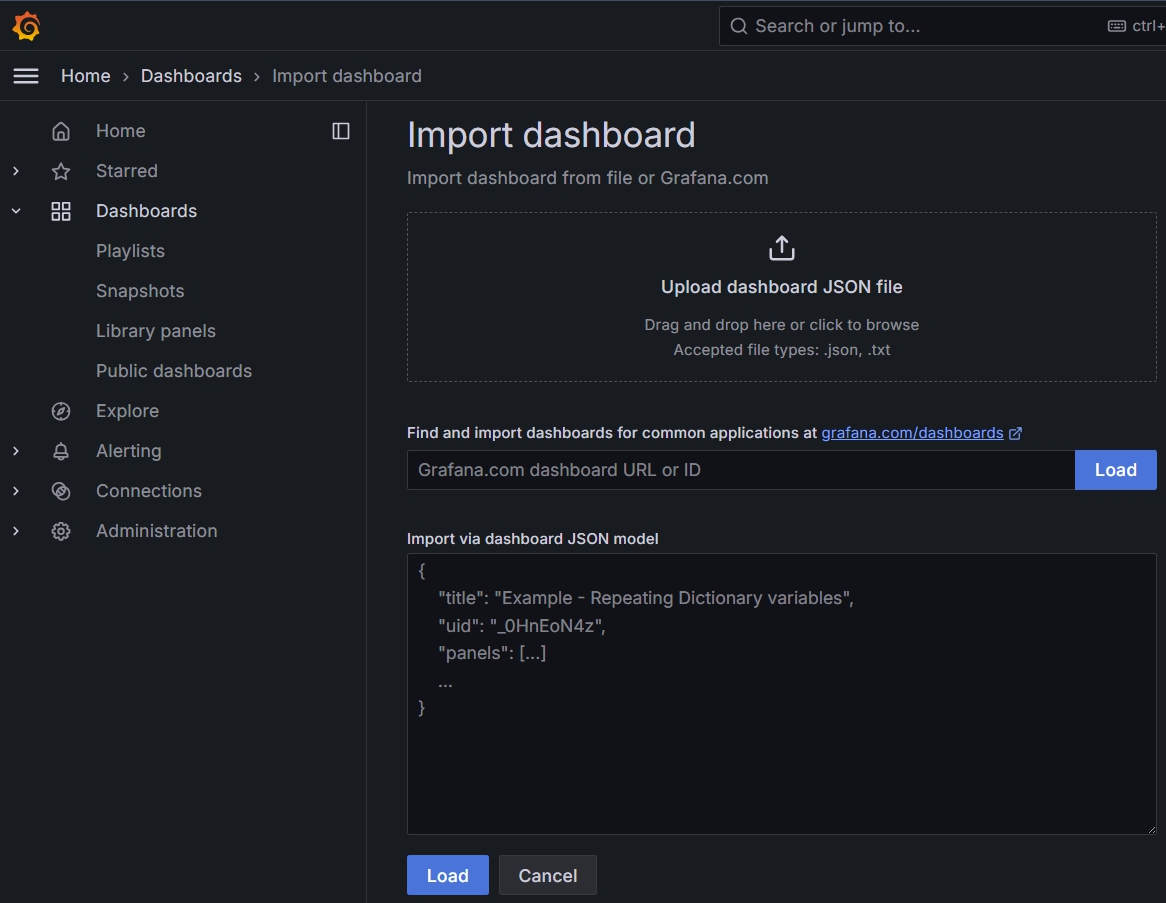 Search or jump to...
ctrl+
Home › Dashboards › Import dashboard
Home
Starred
Dashboards
Playlists
Snapshots
Library panels
Public dashboards
Explore
Alerting
Connections
Administration
Import dashboard
Import dashboard from file or Grafana.com
Upload dashboard JSON file
Drag and drop here or click to browse
Accepted file types: .json, .txt
Find and import dashboards for common applications at grafana.com/dashboards
Grafana.com dashboard URL or ID
Load
Import via dashboard JSON model
{
"title": "Example - Repeating Dictionary variables",
"uid": "_0HnEoN4z",
"panels": [...]
...
}
Load
Cancel